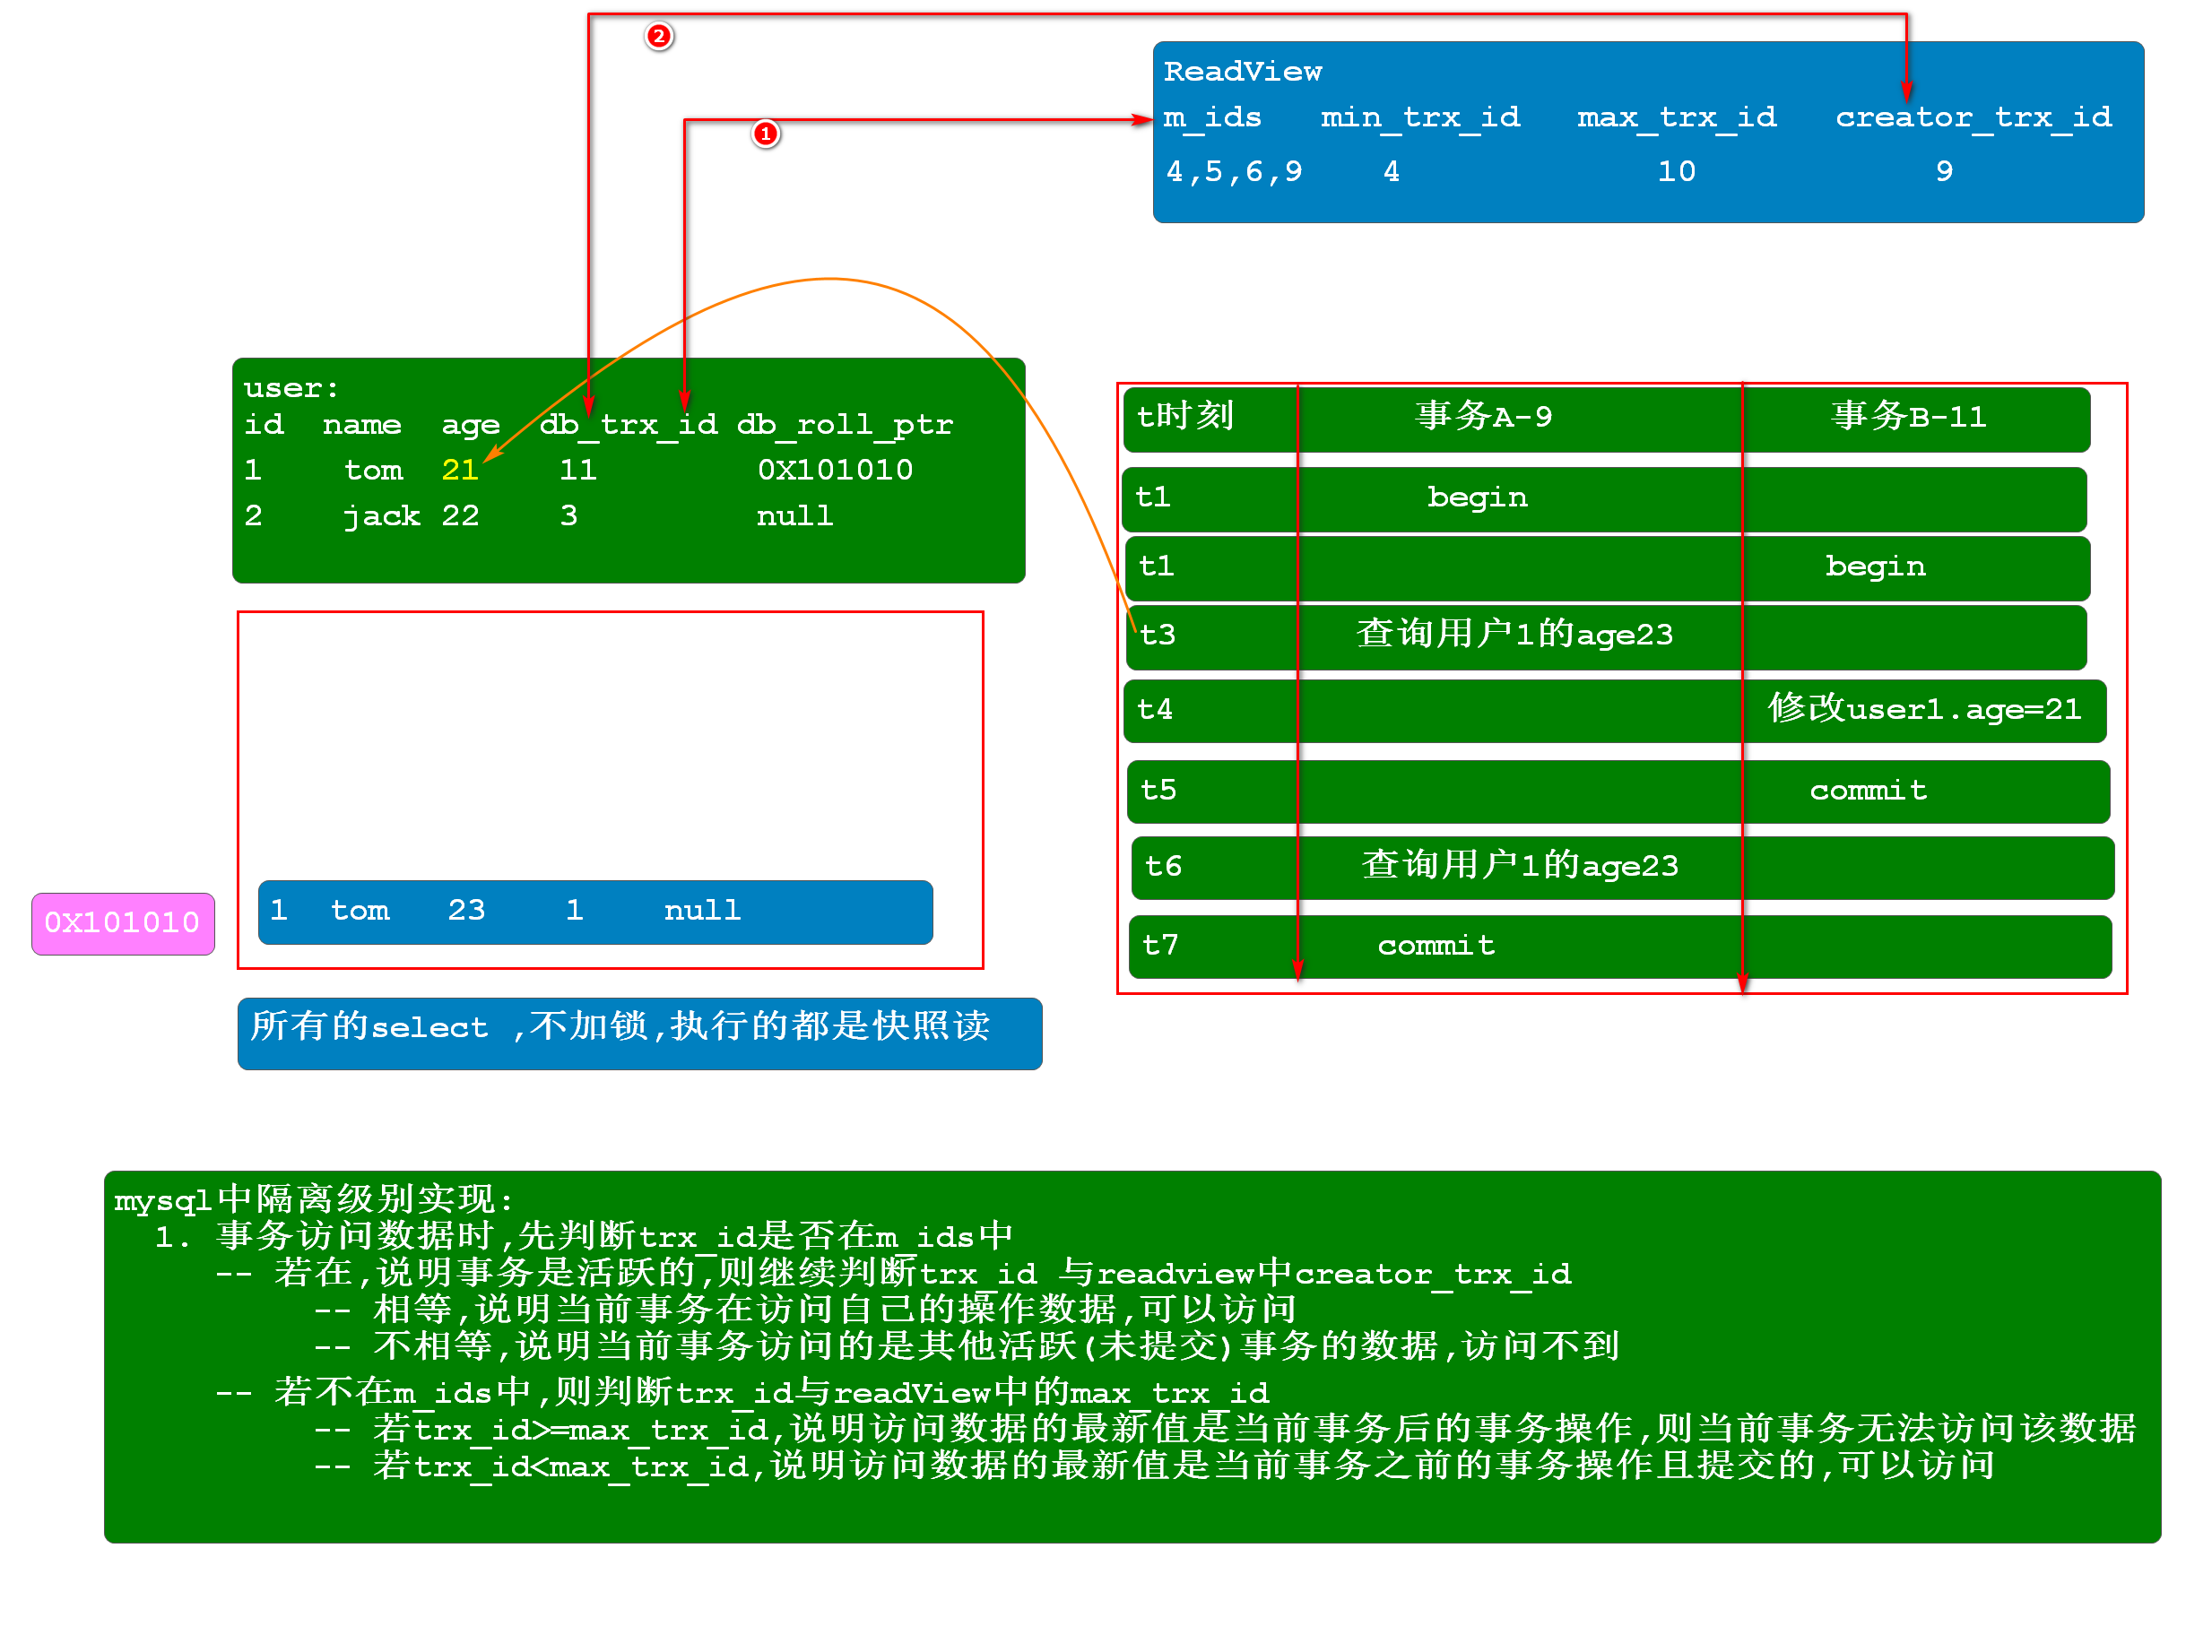 2
ReadView
1
m_ids min_trx_id max_trx_id creator_trx_id
4,5,6,9 4 10 9
user:
id name age db_trx_id db_roll_ptr
1 tom 21 11 0X101010
2 jack 22 3 null
t时刻 事务A-9 事务B-11
t1 begin
t1 begin
t3 查询用户1的age23
t4 修改user1.age=21
t5 commit
t6 查询用户1的age23
t7 commit
1 tom 23 1 null
0X101010
所有的select ,不加锁,执行的都是快照读
mysql中隔离级别实现:
1. 事务访问数据时,先判断trx_id是否在m_ids中
-- 若在,说明事务是活跃的,则继续判断trx_id 与readview中creator_trx_id
-- 相等,说明当前事务在访问自己的操作数据,可以访问
-- 不相等,说明当前事务访问的是其他活跃(未提交)事务的数据,访问不到
-- 若不在m_ids中,则判断trx_id与readView中的max_trx_id
-- 若trx_id>=max_trx_id,说明访问数据的最新值是当前事务后的事务操作,则当前事务无法访问该数据
-- 若trx_id<max_trx_id,说明访问数据的最新值是当前事务之前的事务操作且提交的,可以访问